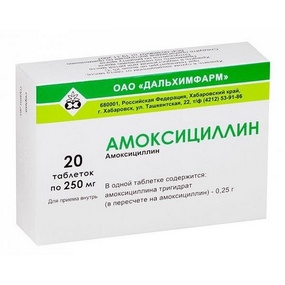 ОАО "ДАЛЬХИМФАРМ"
680001, Российская Федерация, Хабаровский край,
г. Хабаровск, ул. Ташкентская, 22, т/ф (4212) 53-91-86
АМОКСИЦИЛЛИН
Амоксициллин
20
таблеток
по 250 мг
Для приема внутрь
В одной таблетке содержится:
амоксициллина тригидрат
(в пересчете на амоксициллин) - 0,25 г